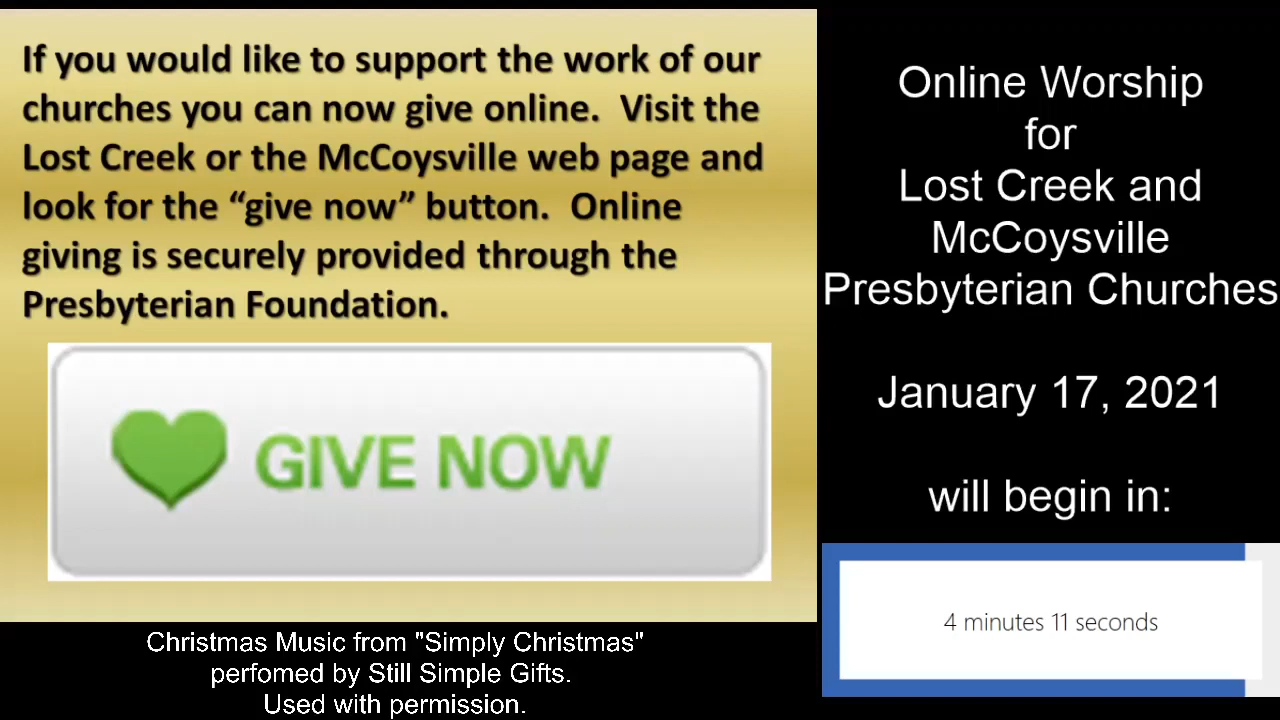 If you would like to support the work of our
churches you can now give online.  Visit the
Lost Creek or the McCoysville web page and
look for the “give now” button.  Online
giving is securely provided through the
Presbyterian Foundation.
GIVE NOW
Christmas Music from "Simply Christmas"
perfomed by Still Simple Gifts.
Used with permission.
Online Worship
for
Lost Creek and
McCoysville
Presbyterian Churches
January 17, 2021
will begin in:
4 minutes 11 seconds